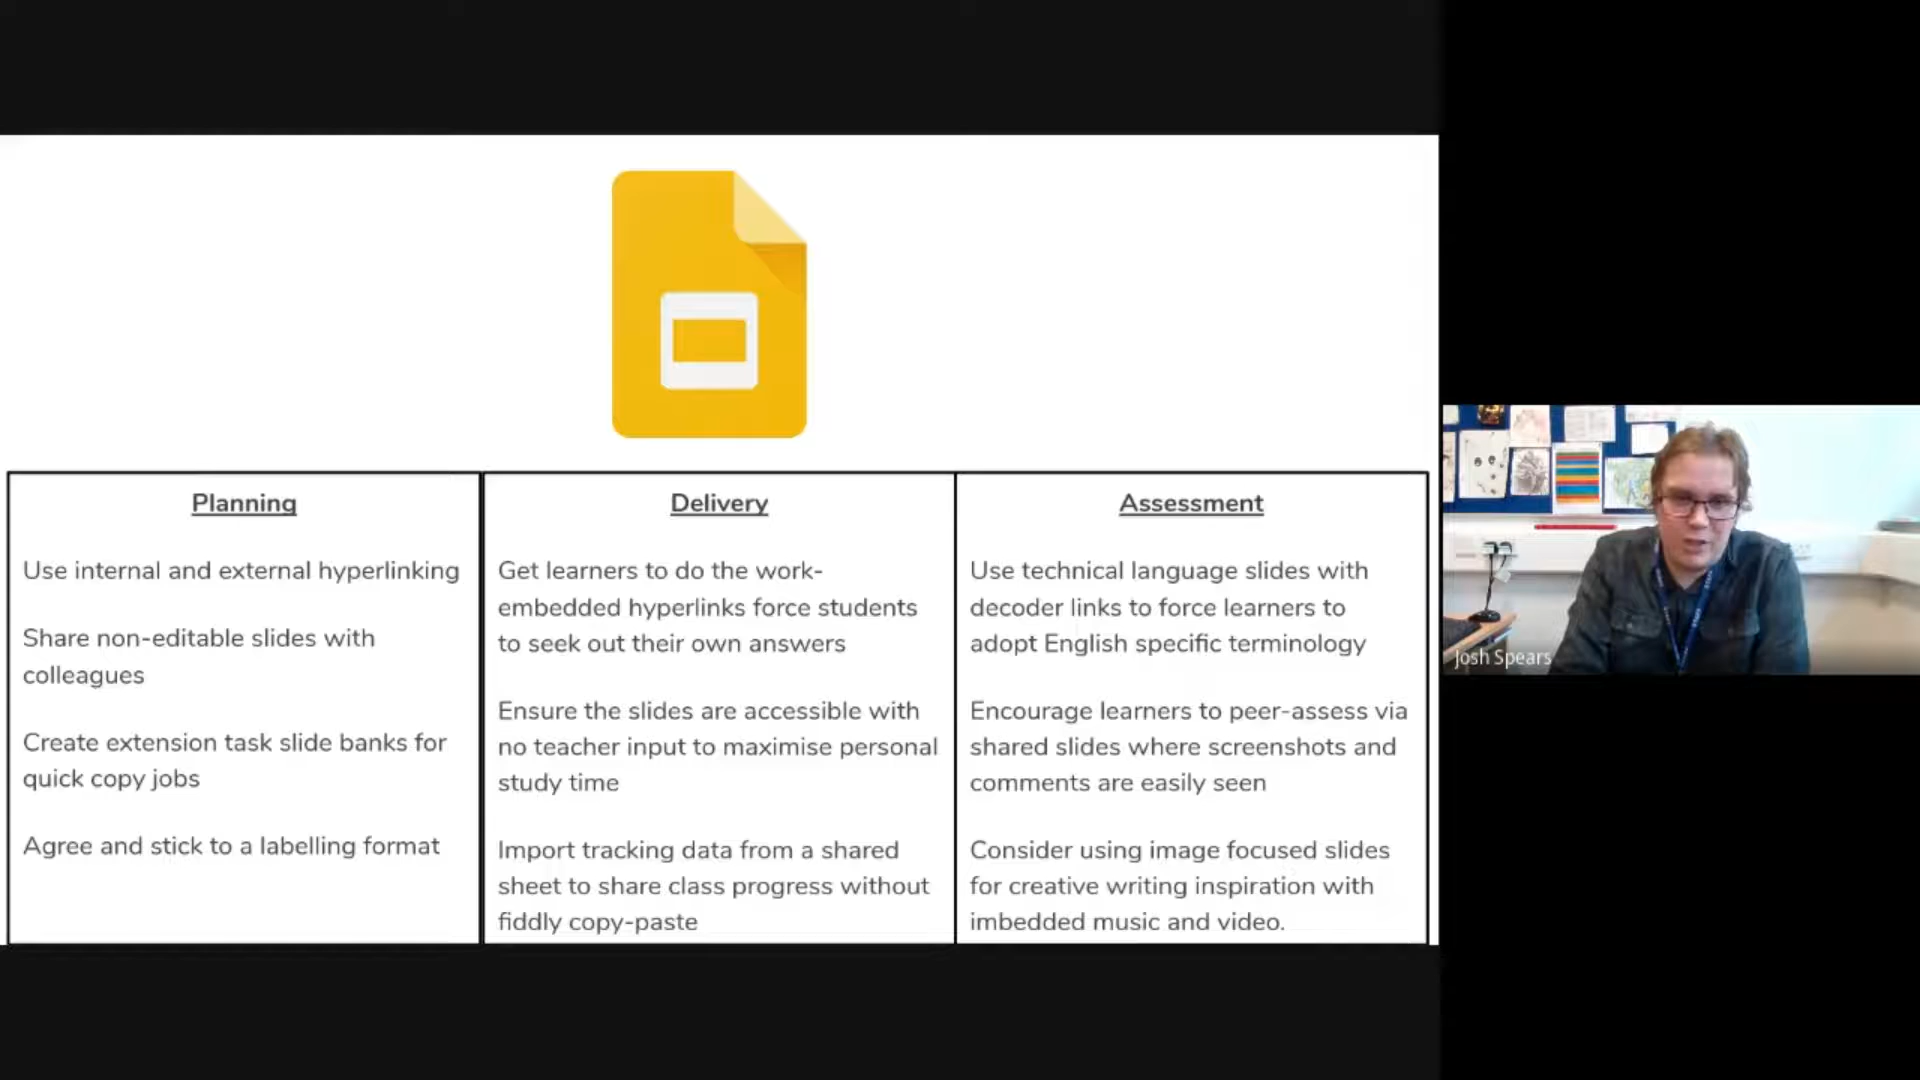 Planning
Use internal and external hyperlinking
Share non-editable slides with
colleagues
Create extension task slide banks for
quick copy jobs
Agree and stick to a labelling format
Delivery
Get learners to do the work-
embedded hyperlinks force students
to seek out their own answers
Ensure the slides are accessible with
no teacher input to maximise personal
study time
Import tracking data from a shared
sheet to share class progress without
fiddly copy-paste
Assessment
Use technical language slides with
decoder links to force learners to
adopt English specific terminology
Encourage learners to peer-assess via
shared slides where screenshots and
comments are easily seen
Consider using image focused slides
for creative writing inspiration with
imbedded music and video.
Josh Spears